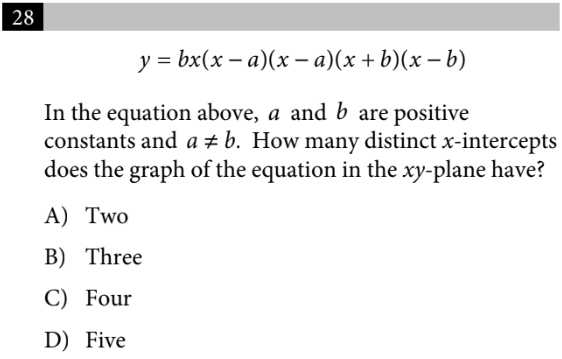 28
y = bx(x – a)(x – a)(x + b)(x – b)
In the equation above, a and b are positive
constants and a ≠ b. How many distinct x-intercepts
does the graph of the equation in the xy-plane have?
A) Two
B) Three
C) Four
D) Five